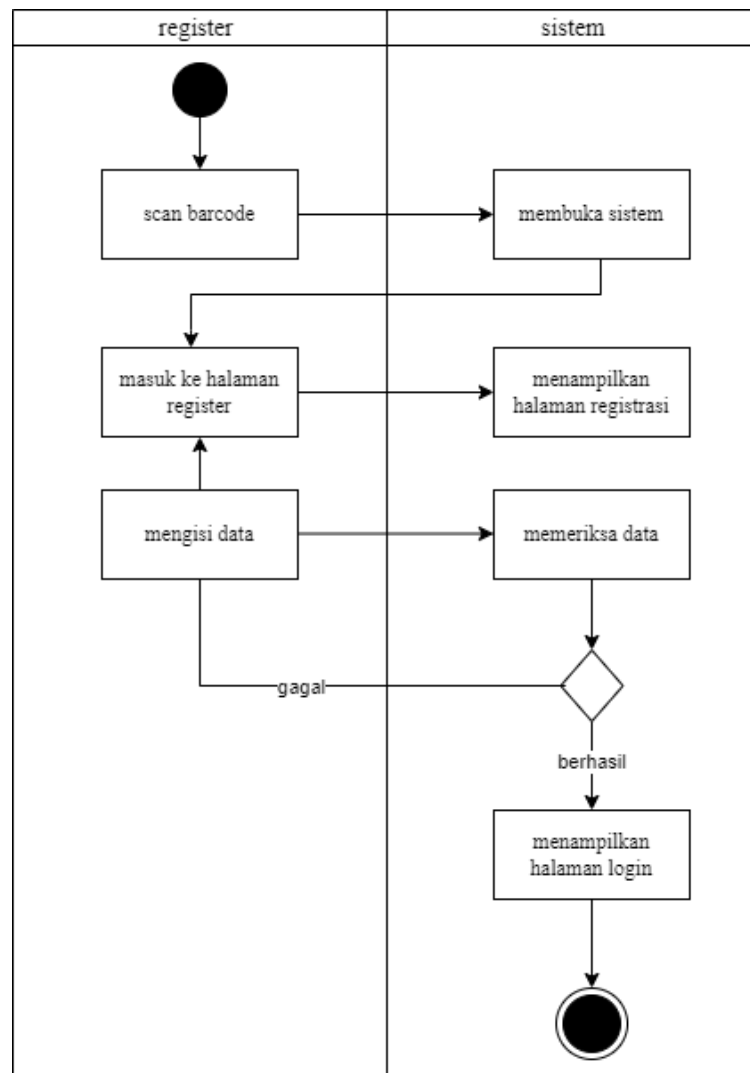 register
sistem
scan barcode
membuka sistem
masuk ke halaman
register
menampilkan
halaman registrasi
mengisi data
memeriksa data
gagal
berhasil
menampilkan
halaman login